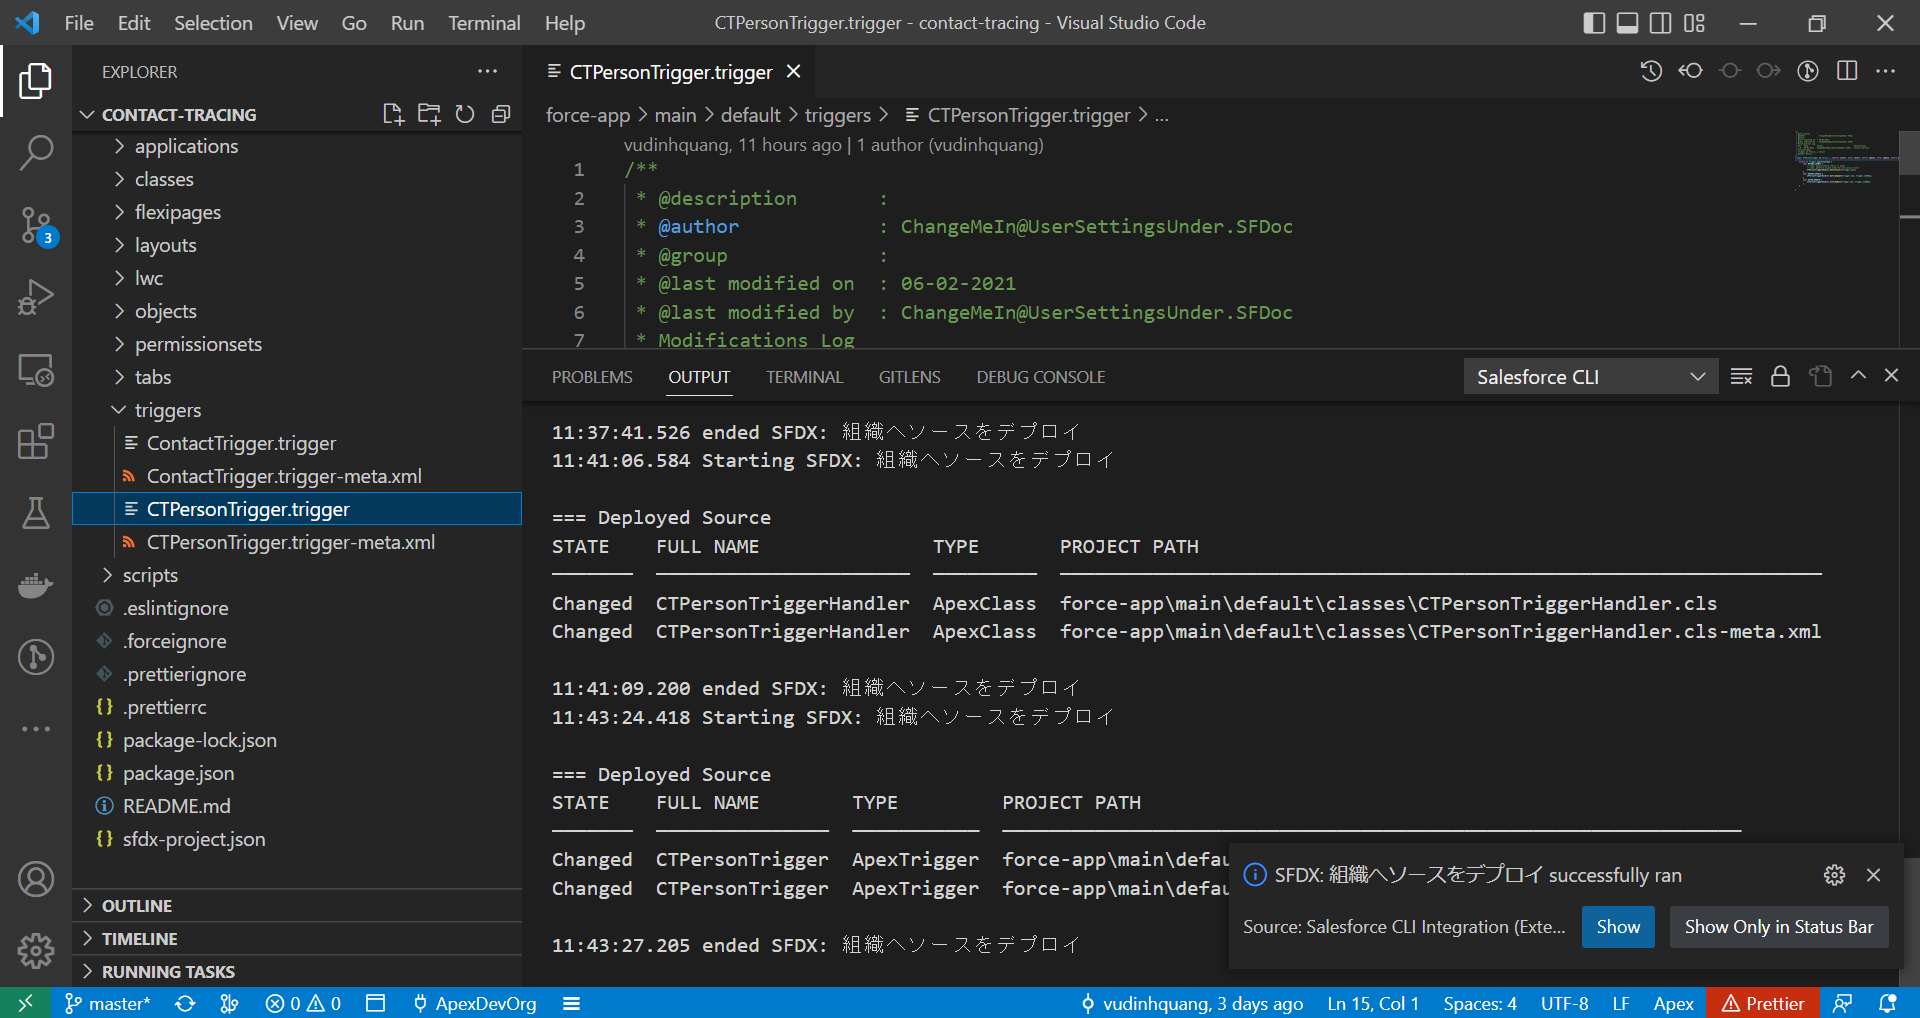 File Edit Selection View Go Run Terminal Help
CTPersonTrigger.trigger - contact-tracing - Visual Studio Code
EXPLORER
CONTACT-TRACING
applications
classes
flexipages
layouts
lwc
objects
permissionsets
tabs
triggers
ContactTrigger.trigger
ContactTrigger.trigger-meta.xml
CTPersonTrigger.trigger
CTPersonTrigger.trigger-meta.xml
scripts
.eslintignore
.forceignore
.prettierignore
.prettierrc
package-lock.json
package.json
README.md
sfdx-project.json
OUTLINE
TIMELINE
RUNNING TASKS
3
CTPersonTrigger.trigger
force-app > main > default > triggers > CTPersonTrigger.trigger > ...
vudinhquang, 11 hours ago | 1 author (vudinhquang)
1 /**
2 * @description :
3 * @author : ChangeMeIn@UserSettingsUnder.SFDoc
4 * @group :
5 * @last modified on : 06-02-2021
6 * @last modified by : ChangeMeIn@UserSettingsUnder.SFDoc
7 * Modifications Log
PROBLEMS OUTPUT TERMINAL GITLENS DEBUG CONSOLE
Salesforce CLI
11:37:41.526 ended SFDX: 組織へソースをデプロイ
11:41:06.584 Starting SFDX: 組織へソースをデプロイ
=== Deployed Source
STATE FULL NAME TYPE PROJECT PATH
Changed CTPersonTriggerHandler ApexClass force-app\main\default\classes\CTPersonTriggerHandler.cls
Changed CTPersonTriggerHandler ApexClass force-app\main\default\classes\CTPersonTriggerHandler.cls-meta.xml
11:41:09.200 ended SFDX: 組織へソースをデプロイ
11:43:24.418 Starting SFDX: 組織へソースをデプロイ
=== Deployed Source
STATE FULL NAME TYPE PROJECT PATH
Changed CTPersonTrigger ApexTrigger force-app\main\defau
Changed CTPersonTrigger ApexTrigger force-app\main\defau
11:43:27.205 ended SFDX: 組織へソースをデプロイ
SFDX: 組織へソースをデプロイ successfully ran
Source: Salesforce CLI Integration (Exte...
Show
Show Only in Status Bar
master* 0 0 ApexDevOrg vudinhquang, 3 days ago Ln 15, Col 1 Spaces: 4 UTF-8 LF Apex Prettier